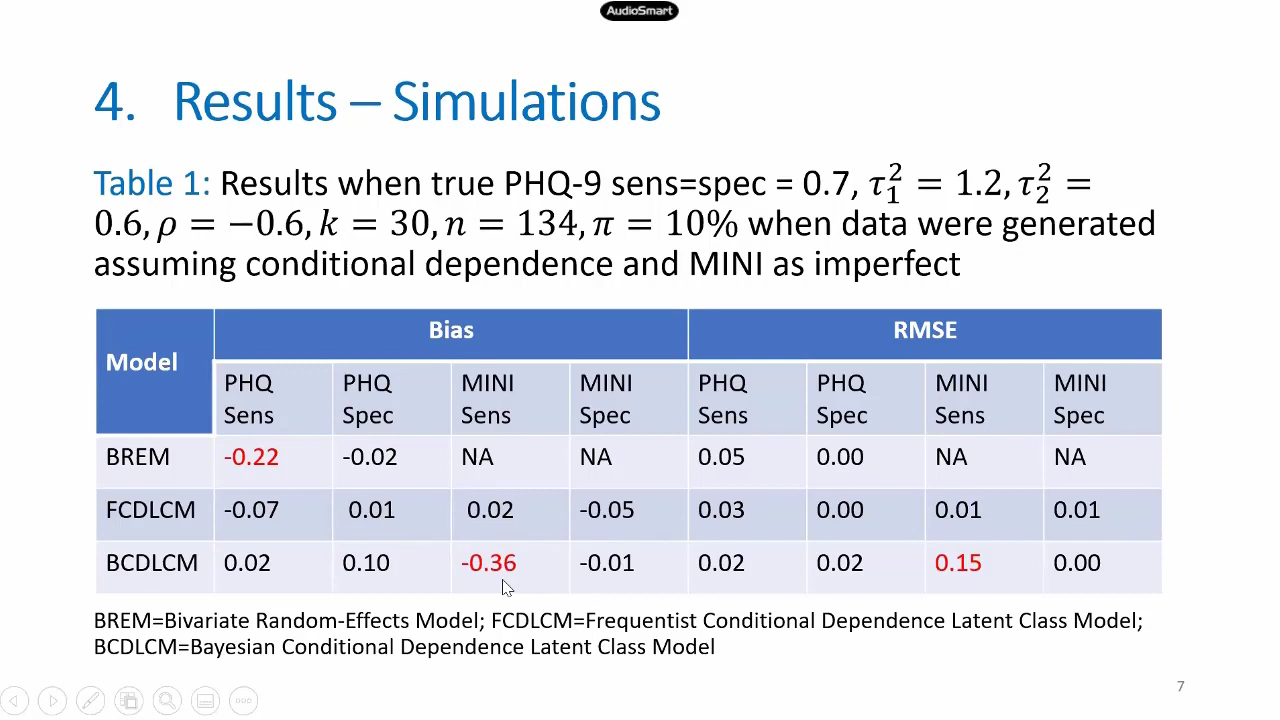 AudioSmart
4. Results – Simulations
Table 1: Results when true PHQ-9 sens=spec = 0.7, τ₁² = 1.2, τ₂² =
0.6, ρ = −0.6, k = 30, n = 134, π = 10% when data were generated
assuming conditional dependence and MINI as imperfect
Model Bias RMSE
PHQ Sens PHQ Spec MINI Sens MINI Spec PHQ Sens PHQ Spec MINI Sens MINI Spec
BREM -0.22 -0.02 NA NA 0.05 0.00 NA NA
FCDLCM -0.07 0.01 0.02 -0.05 0.03 0.00 0.01 0.01
BCDLCM 0.02 0.10 -0.36 -0.01 0.02 0.02 0.15 0.00
BREM=Bivariate Random-Effects Model; FCDLCM=Frequentist Conditional Dependence Latent Class Model;
BCDLCM=Bayesian Conditional Dependence Latent Class Model
7